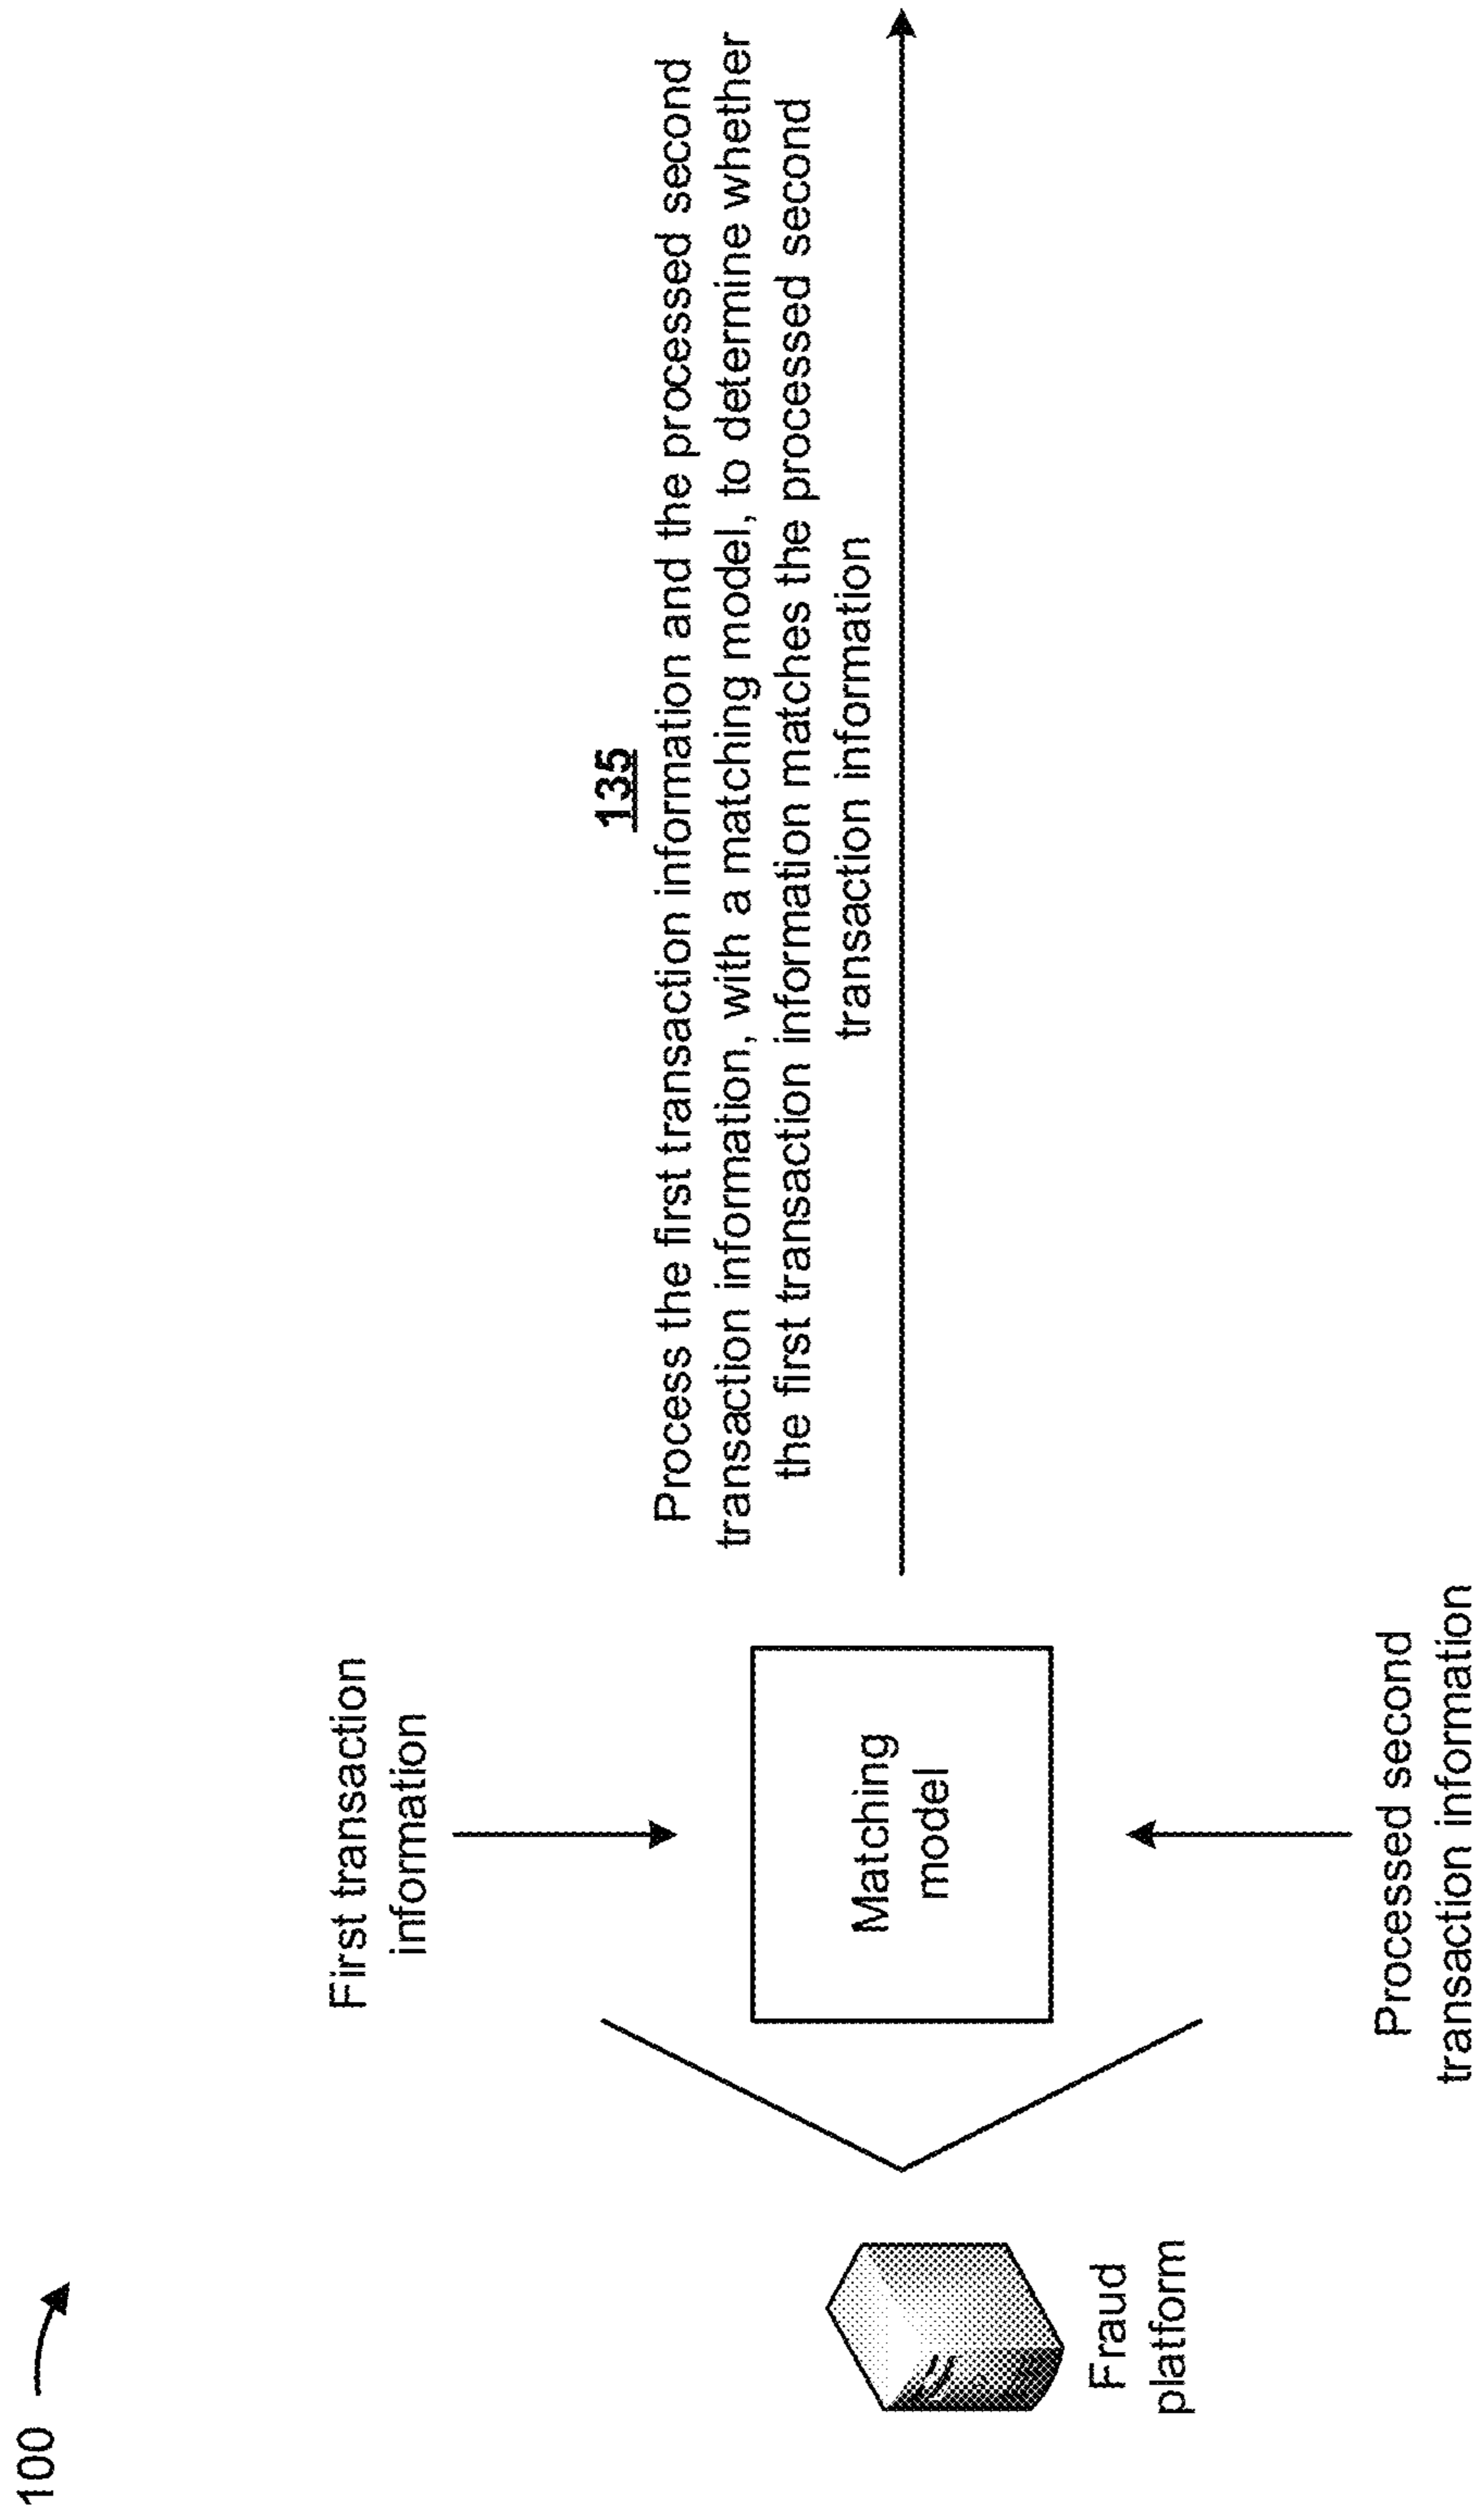 100
First transaction
information
135
Process the first transaction information and the processed second
transaction information, with a matching model, to determine whether
the first transaction information matches the processed second
transaction information
Matching
model
Fraud
platform
Processed second
transaction information